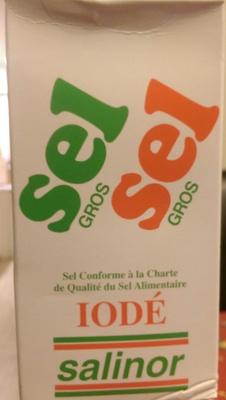 sel
GROS
sel
GROS
Sel Conforme à la Charte
de Qualité du Sel Alimentaire
IODÉ
salinor